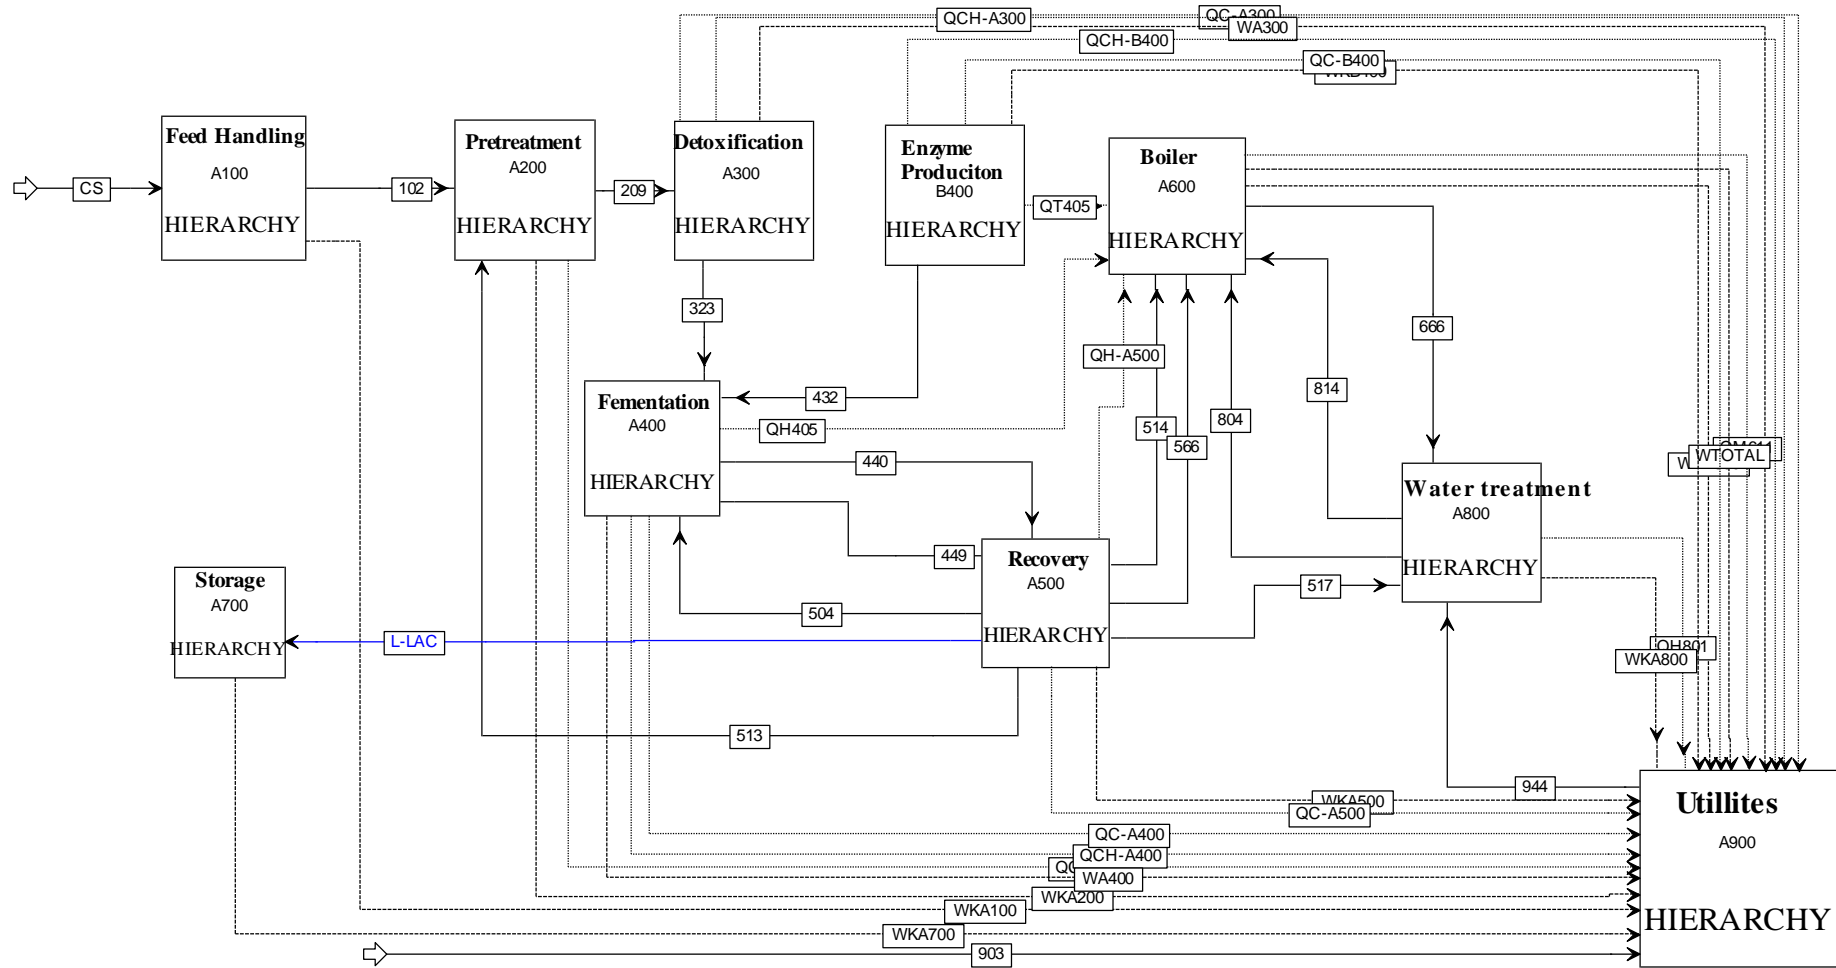 QCH-A300
QC-A300
WA300
QCH-B400
QC-B400
Feed Handling
A100
HIERARCHY
Pretreatment
A200
HIERARCHY
Detoxification
A300
HIERARCHY
Enzyme
Produciton
B400
HIERARCHY
Boiler
A600
HIERARCHY
CS
102
209
QT405
323
666
QH-A500
814
804
432
514
566
Fementation
A400
HIERARCHY
QH405
440
449
WTOTAL
Water treatment
A800
HIERARCHY
Recovery
A500
HIERARCHY
Storage
A700
HIERARCHY
504
517
L-LAC
QH801
WKA800
513
944
WKA500
QC-A500
Utillites
A900
HIERARCHY
QC-A400
QCH-A400
WA400
WKA200
WKA100
WKA700
903